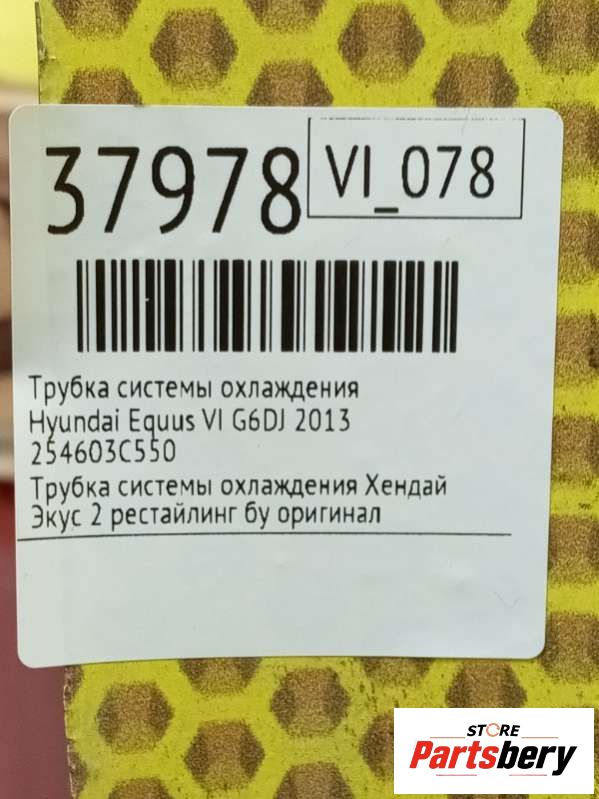 37978
VI_078
Трубка системы охлаждения
Hyundai Equus VI G6DJ 2013
254603C550
Трубка системы охлаждения Хендай
Экус 2 рестайлинг бу оригинал
STORE
Partsbery